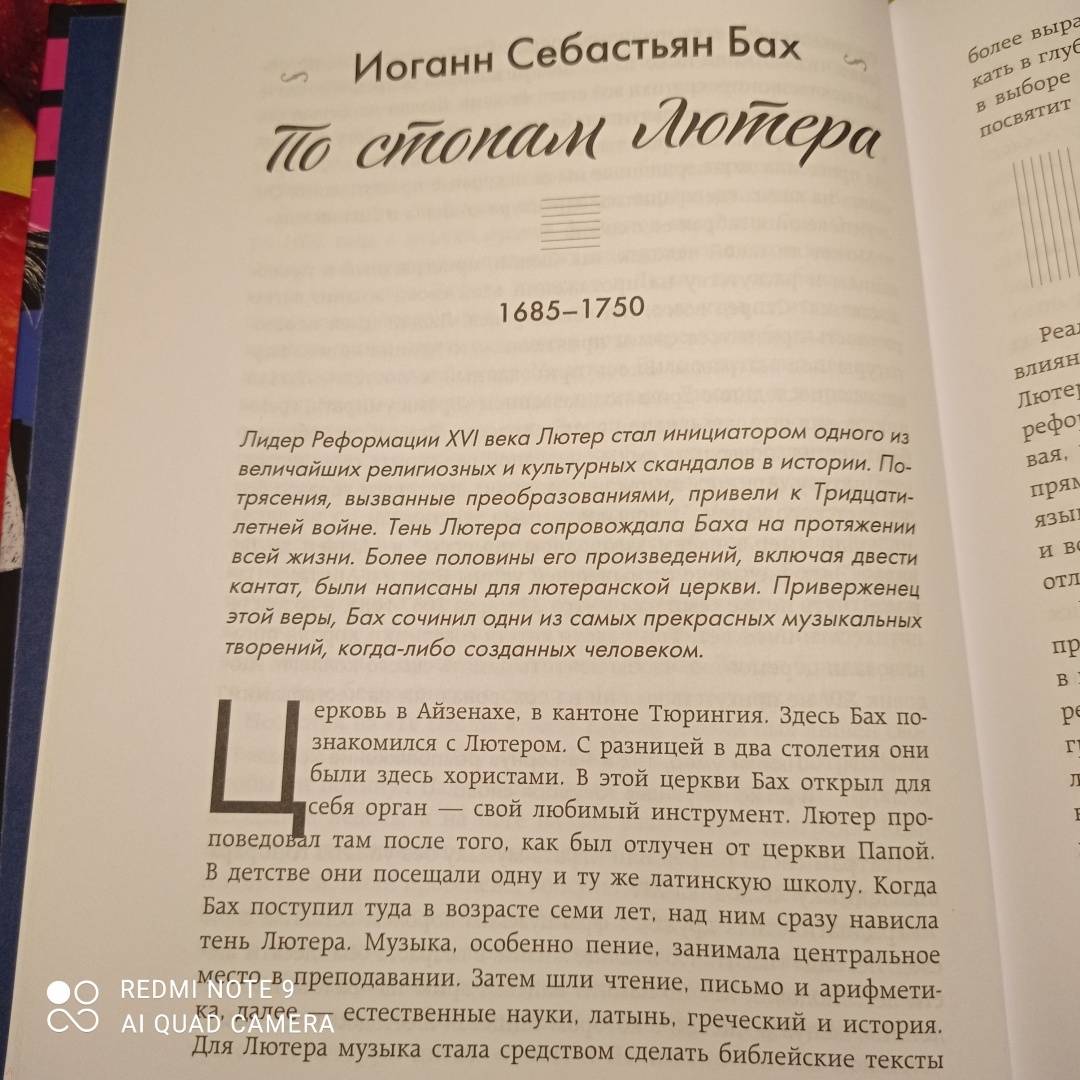 Иоганн Себастьян Бах
По стопам Лютера
1685–1750
Лидер Реформации XVI века Лютер стал инициатором одного из
величайших религиозных и культурных скандалов в истории. По-
трясения, вызванные преобразованиями, привели к Тридцати-
летней войне. Тень Лютера сопровождала Баха на протяжении
всей жизни. Более половины его произведений, включая двести
кантат, были написаны для лютеранской церкви. Приверженец
этой веры, Бах сочинил одни из самых прекрасных музыкальных
творений, когда-либо созданных человеком.
Церковь в Айзенахе, в кантоне Тюрингия. Здесь Бах по-
знакомился с Лютером. С разницей в два столетия они
были здесь хористами. В этой церкви Бах открыл для
себя орган — свой любимый инструмент. Лютер про-
поведовал там после того, как был отлучен от церкви Папой.
В детстве они посещали одну и ту же латинскую школу. Когда
Бах поступил туда в возрасте семи лет, над ним сразу нависла
тень Лютера. Музыка, особенно пение, занимала центральное
место в преподавании. Затем шли чтение, письмо и арифмети-
ка, далее — естественные науки, латынь, греческий и история.
Для Лютера музыка стала средством сделать библейские тексты
более
кать в
в выборе
посвятит
и
в
REDMI NOTE 9
AI QUAD CAMERA